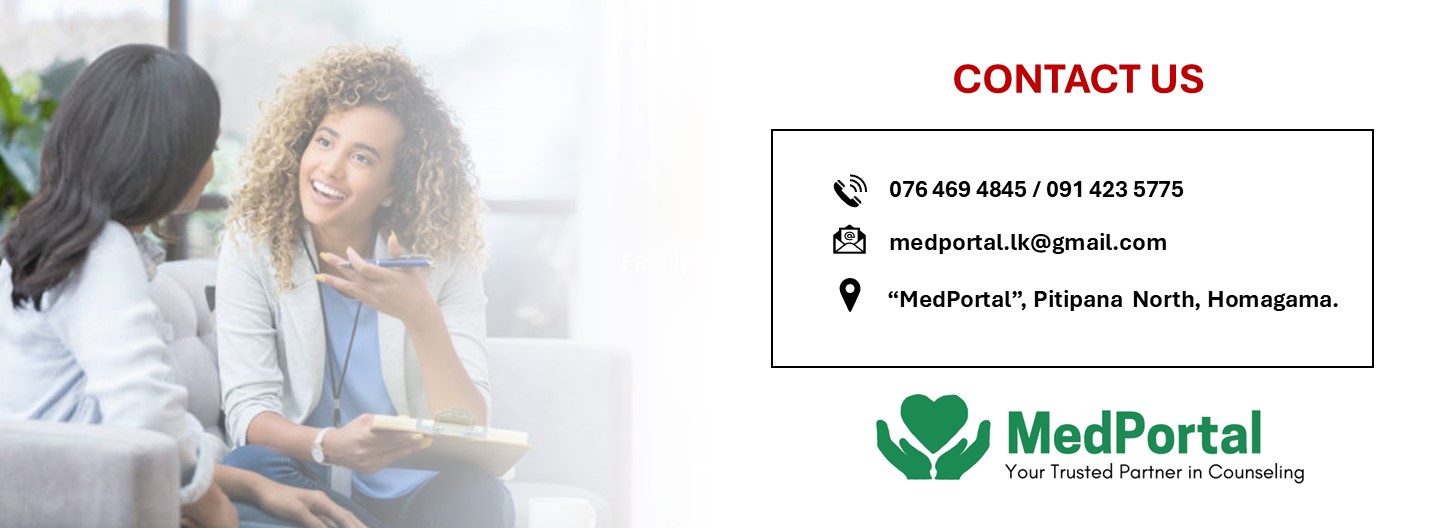 CONTACT US
076 469 4845 / 091 423 5775
medportal.lk@gmail.com
“MedPortal”, Pitipana North, Homagama.
Family
MedPortal
Your Trusted Partner in Counseling